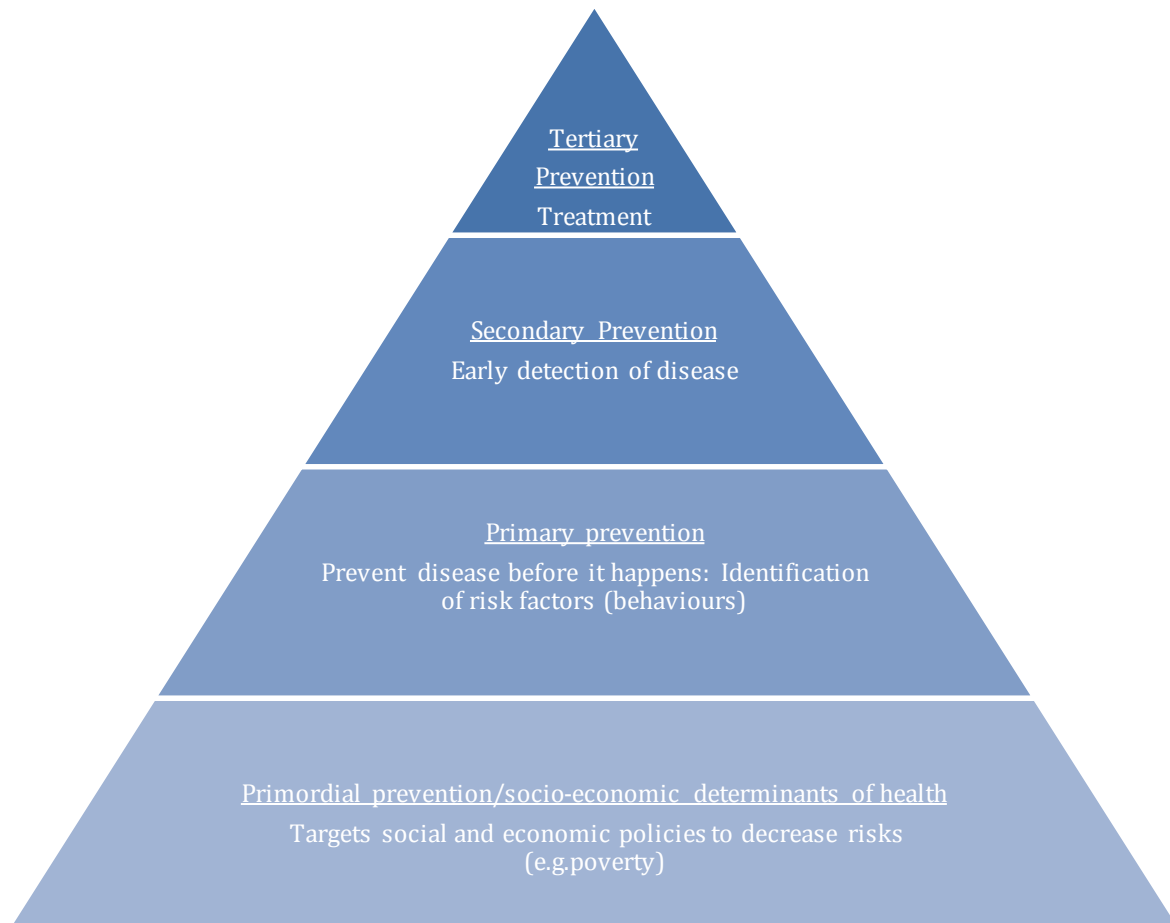 Tertiary
Prevention
Treatment
Secondary Prevention
Early detection of disease
Primary prevention
Prevent disease before it happens: Identification
of risk factors (behaviours)
Primordial prevention/socio-economic determinants of health
Targets social and economic policies to decrease risks
(e.g.poverty)